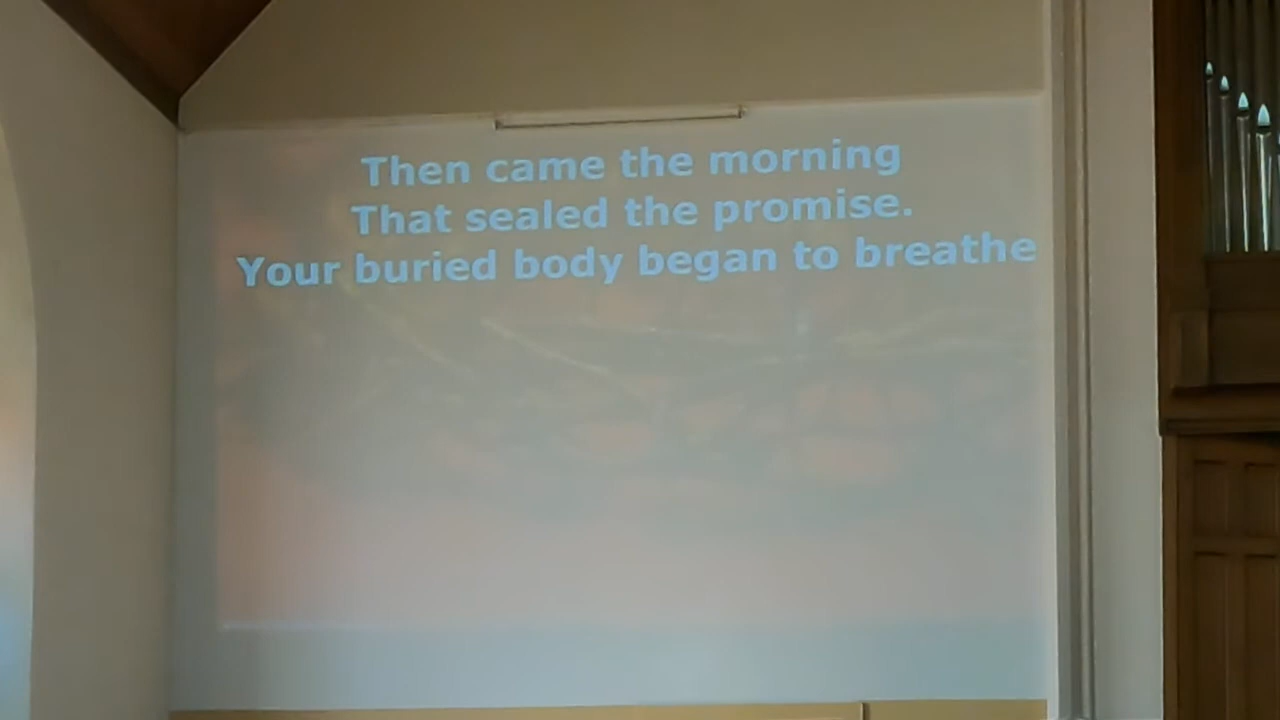 Then came the morning
That sealed the promise.
Your buried body began to breathe